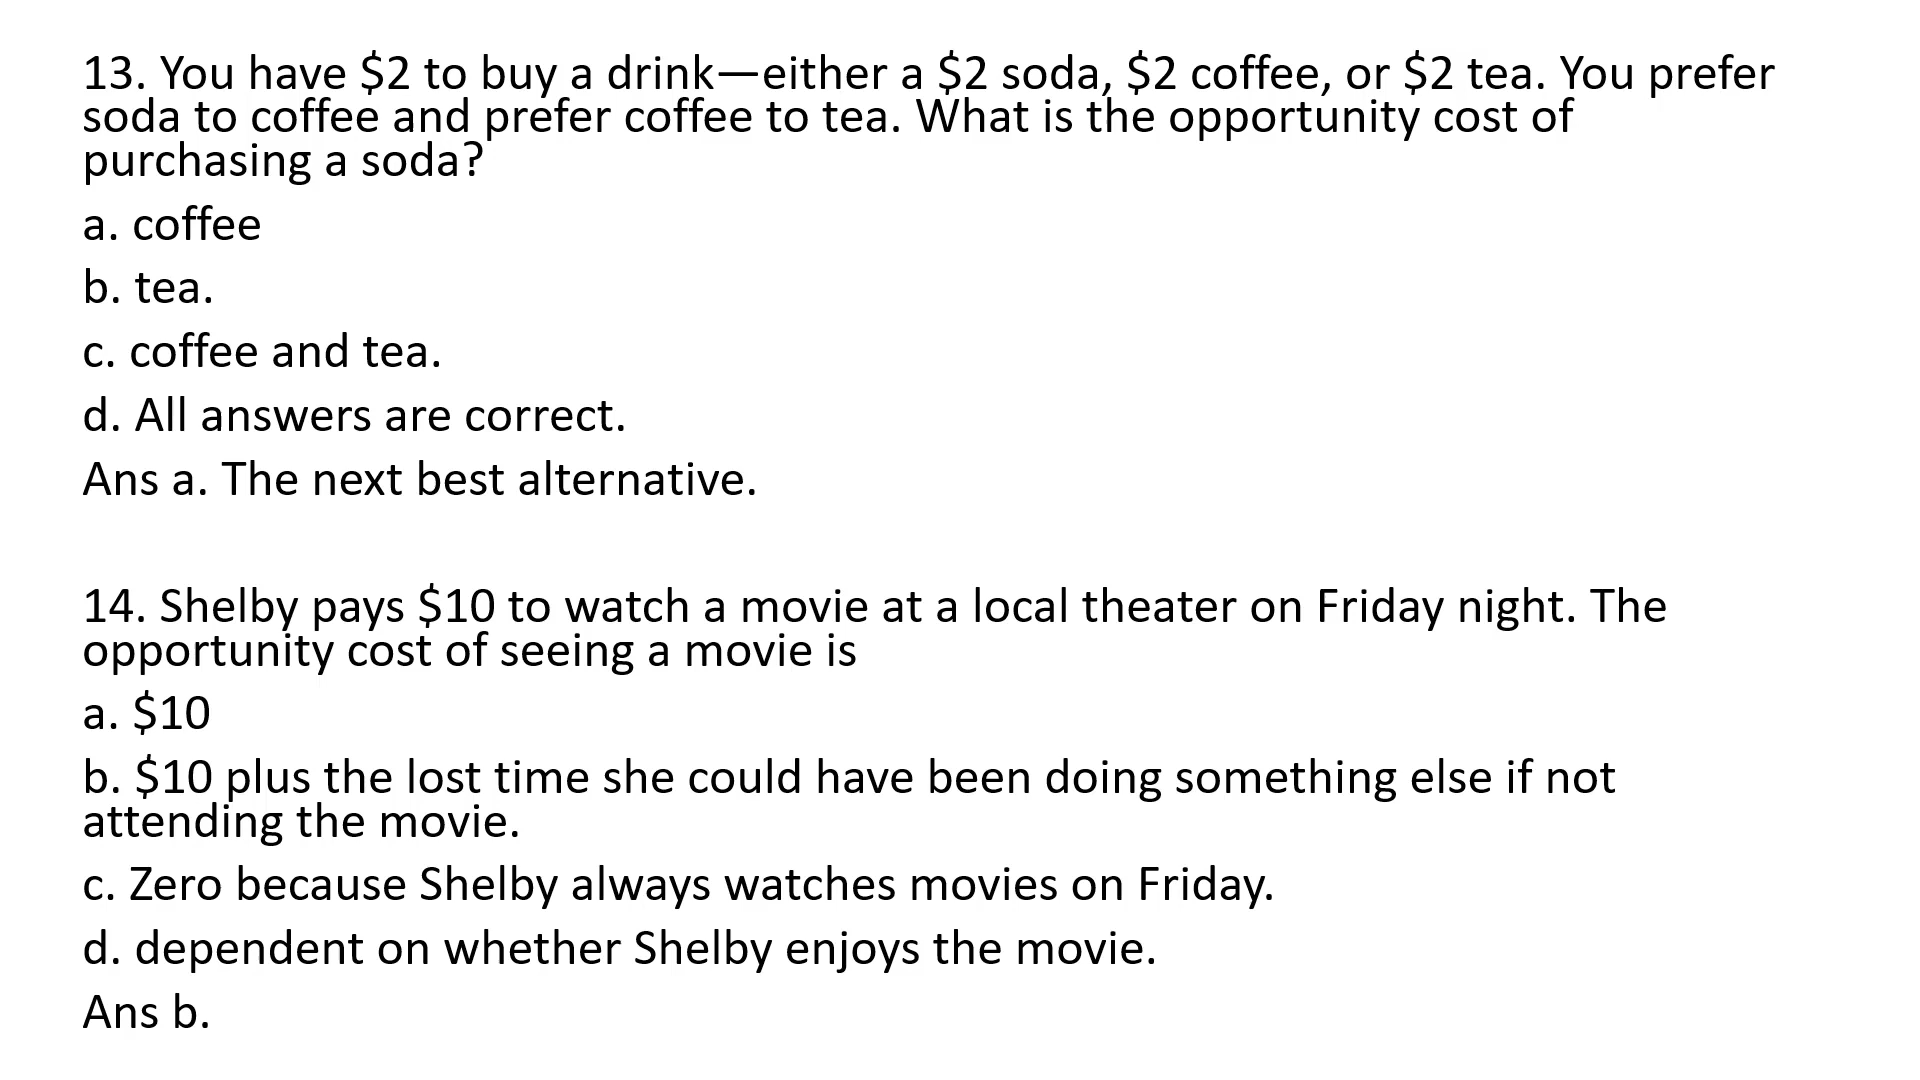 13. You have $2 to buy a drink—either a $2 soda, $2 coffee, or $2 tea. You prefer
soda to coffee and prefer coffee to tea. What is the opportunity cost of
purchasing a soda?
a. coffee
b. tea.
c. coffee and tea.
d. All answers are correct.
Ans a. The next best alternative.
14. Shelby pays $10 to watch a movie at a local theater on Friday night. The
opportunity cost of seeing a movie is
a. $10
b. $10 plus the lost time she could have been doing something else if not
attending the movie.
c. Zero because Shelby always watches movies on Friday.
d. dependent on whether Shelby enjoys the movie.
Ans b.